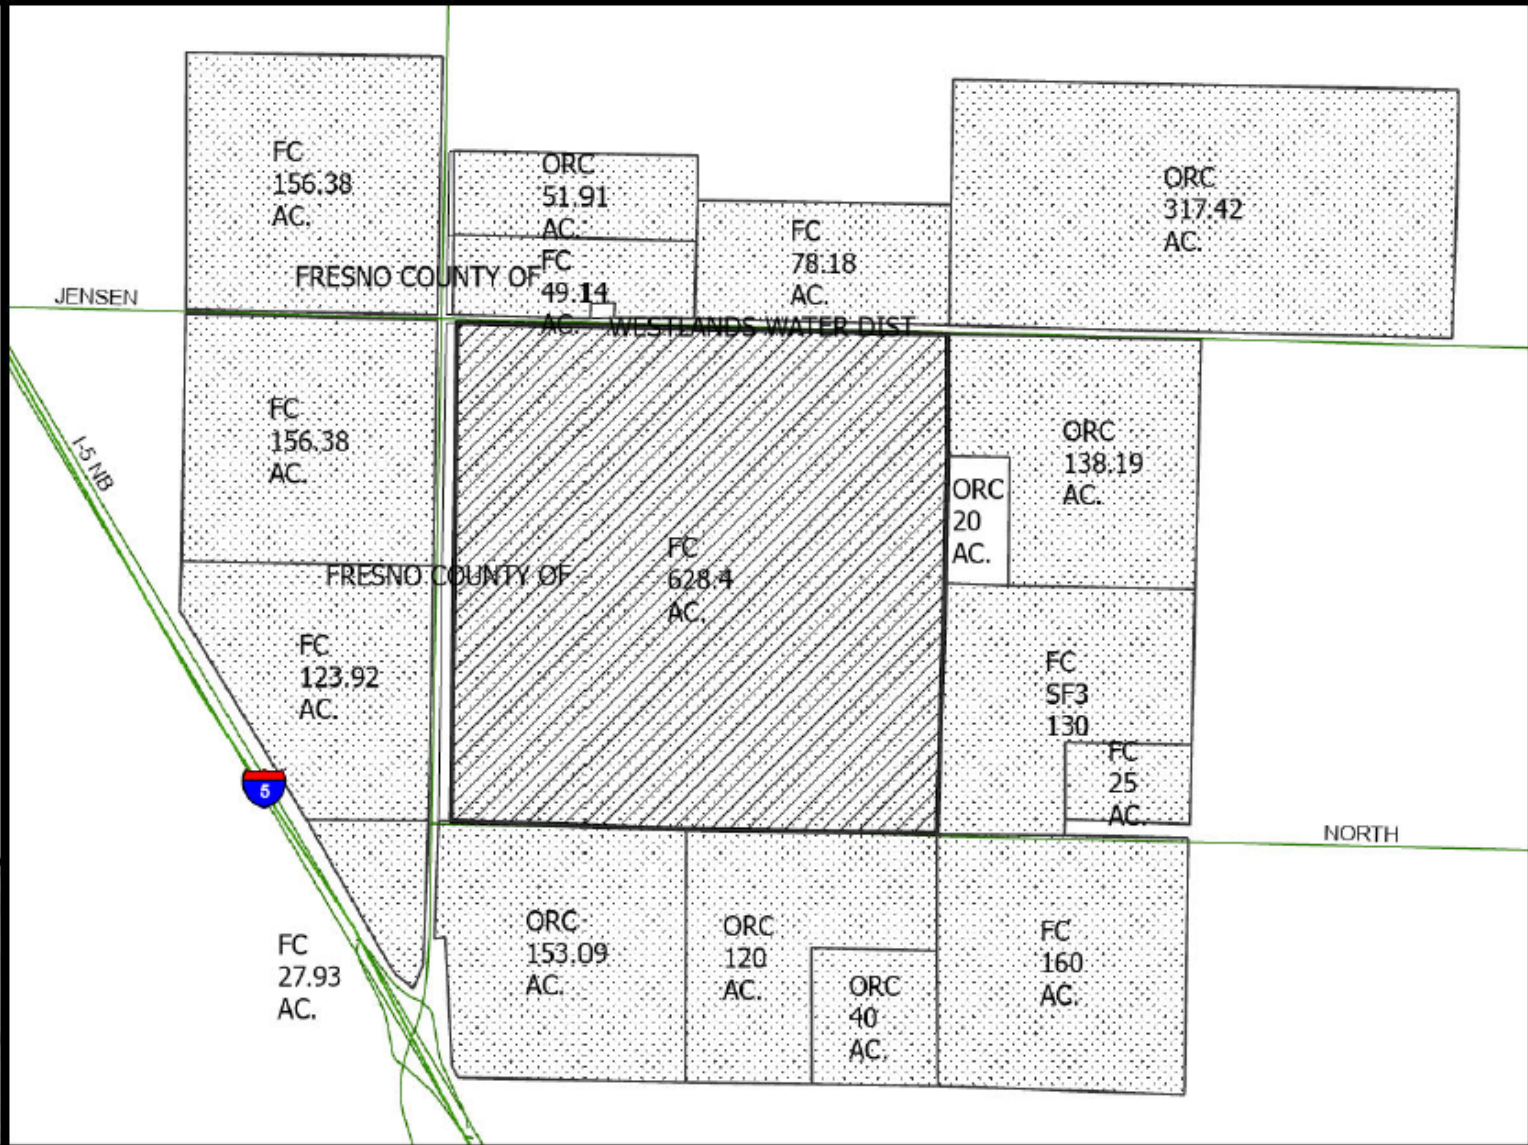 FC
156.38
AC.
ORC
51.91
AC.
FC
78.18
AC.
ORC
317.42
AC.
FRESNO COUNTY OF
FC
49.14
AC.
JENSEN
WESTLANDS WATER DIST
I-5 NB
FC
156.38
AC.
ORC
138.19
AC.
ORC
20
AC.
FC
628.4
AC.
FRESNO COUNTY OF
FC
123.92
AC.
FC
SF3
130
FC
25
AC.
5
NORTH
FC
27.93
AC.
ORC
153.09
AC.
ORC
120
AC.
ORC
40
AC.
FC
160
AC.